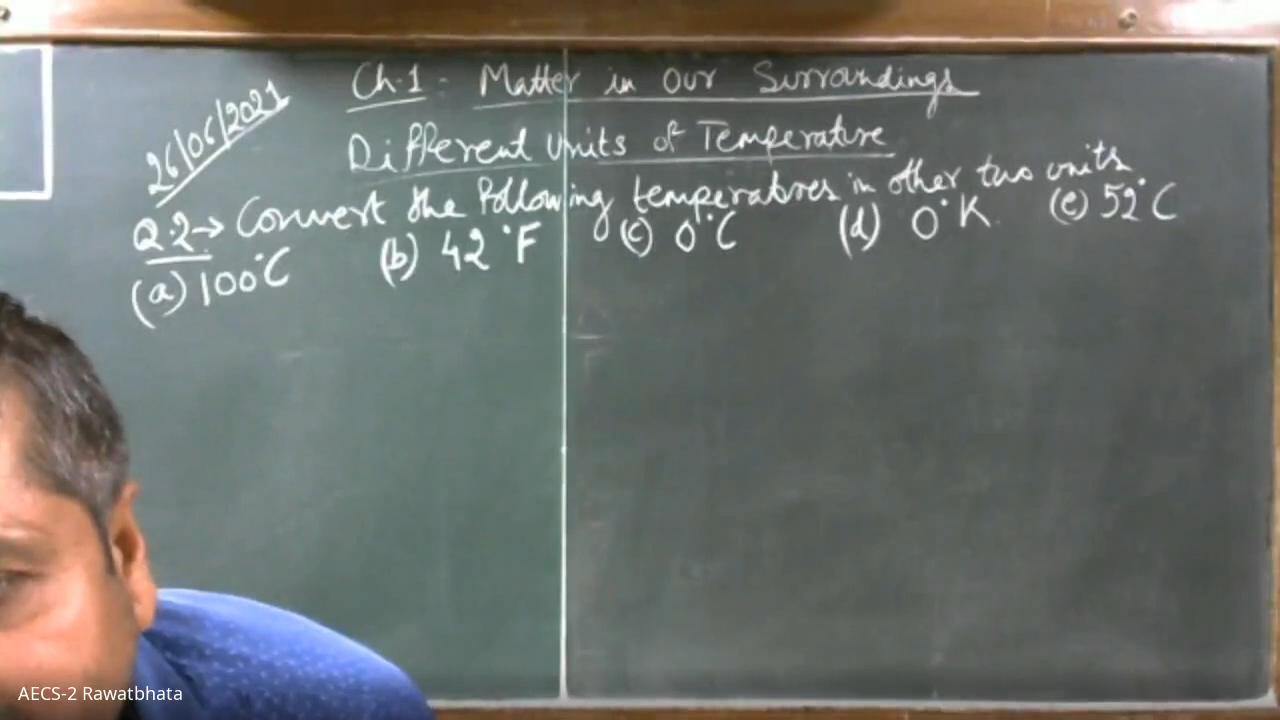 26/06/2021
Ch-1 - Matter in Our Surroundings
Different Units of Temperature
Q.2→ Convert the following temperatures in other two units.
(a) 100°C (b) 42°F (c) 0°C (d) 0°K. (e) 52°C
AECS-2 Rawatbhata